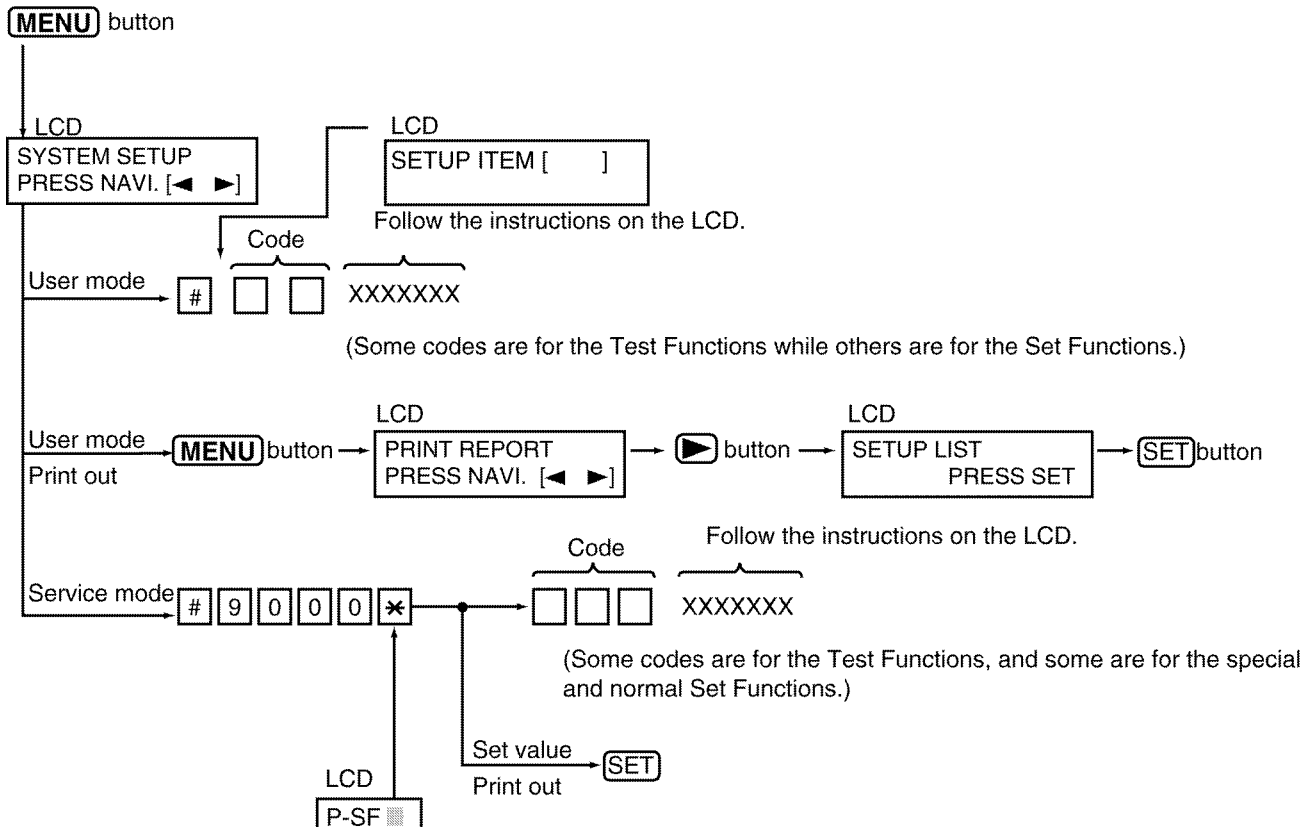 MENU button
LCD
SYSTEM SETUP
PRESS NAVI. [◄ ►]
LCD
SETUP ITEM [ ]
Follow the instructions on the LCD.
Code
User mode
# XXXXXXX
(Some codes are for the Test Functions while others are for the Set Functions.)
User mode
Print out
MENU button
LCD
PRINT REPORT
PRESS NAVI. [◄ ►]
► button
LCD
SETUP LIST
PRESS SET
SET button
Service mode
# 9 0 0 0 *
Code
Follow the instructions on the LCD.
XXXXXXX
(Some codes are for the Test Functions, and some are for the special
and normal Set Functions.)
Set value
Print out
SET
LCD
P-SF